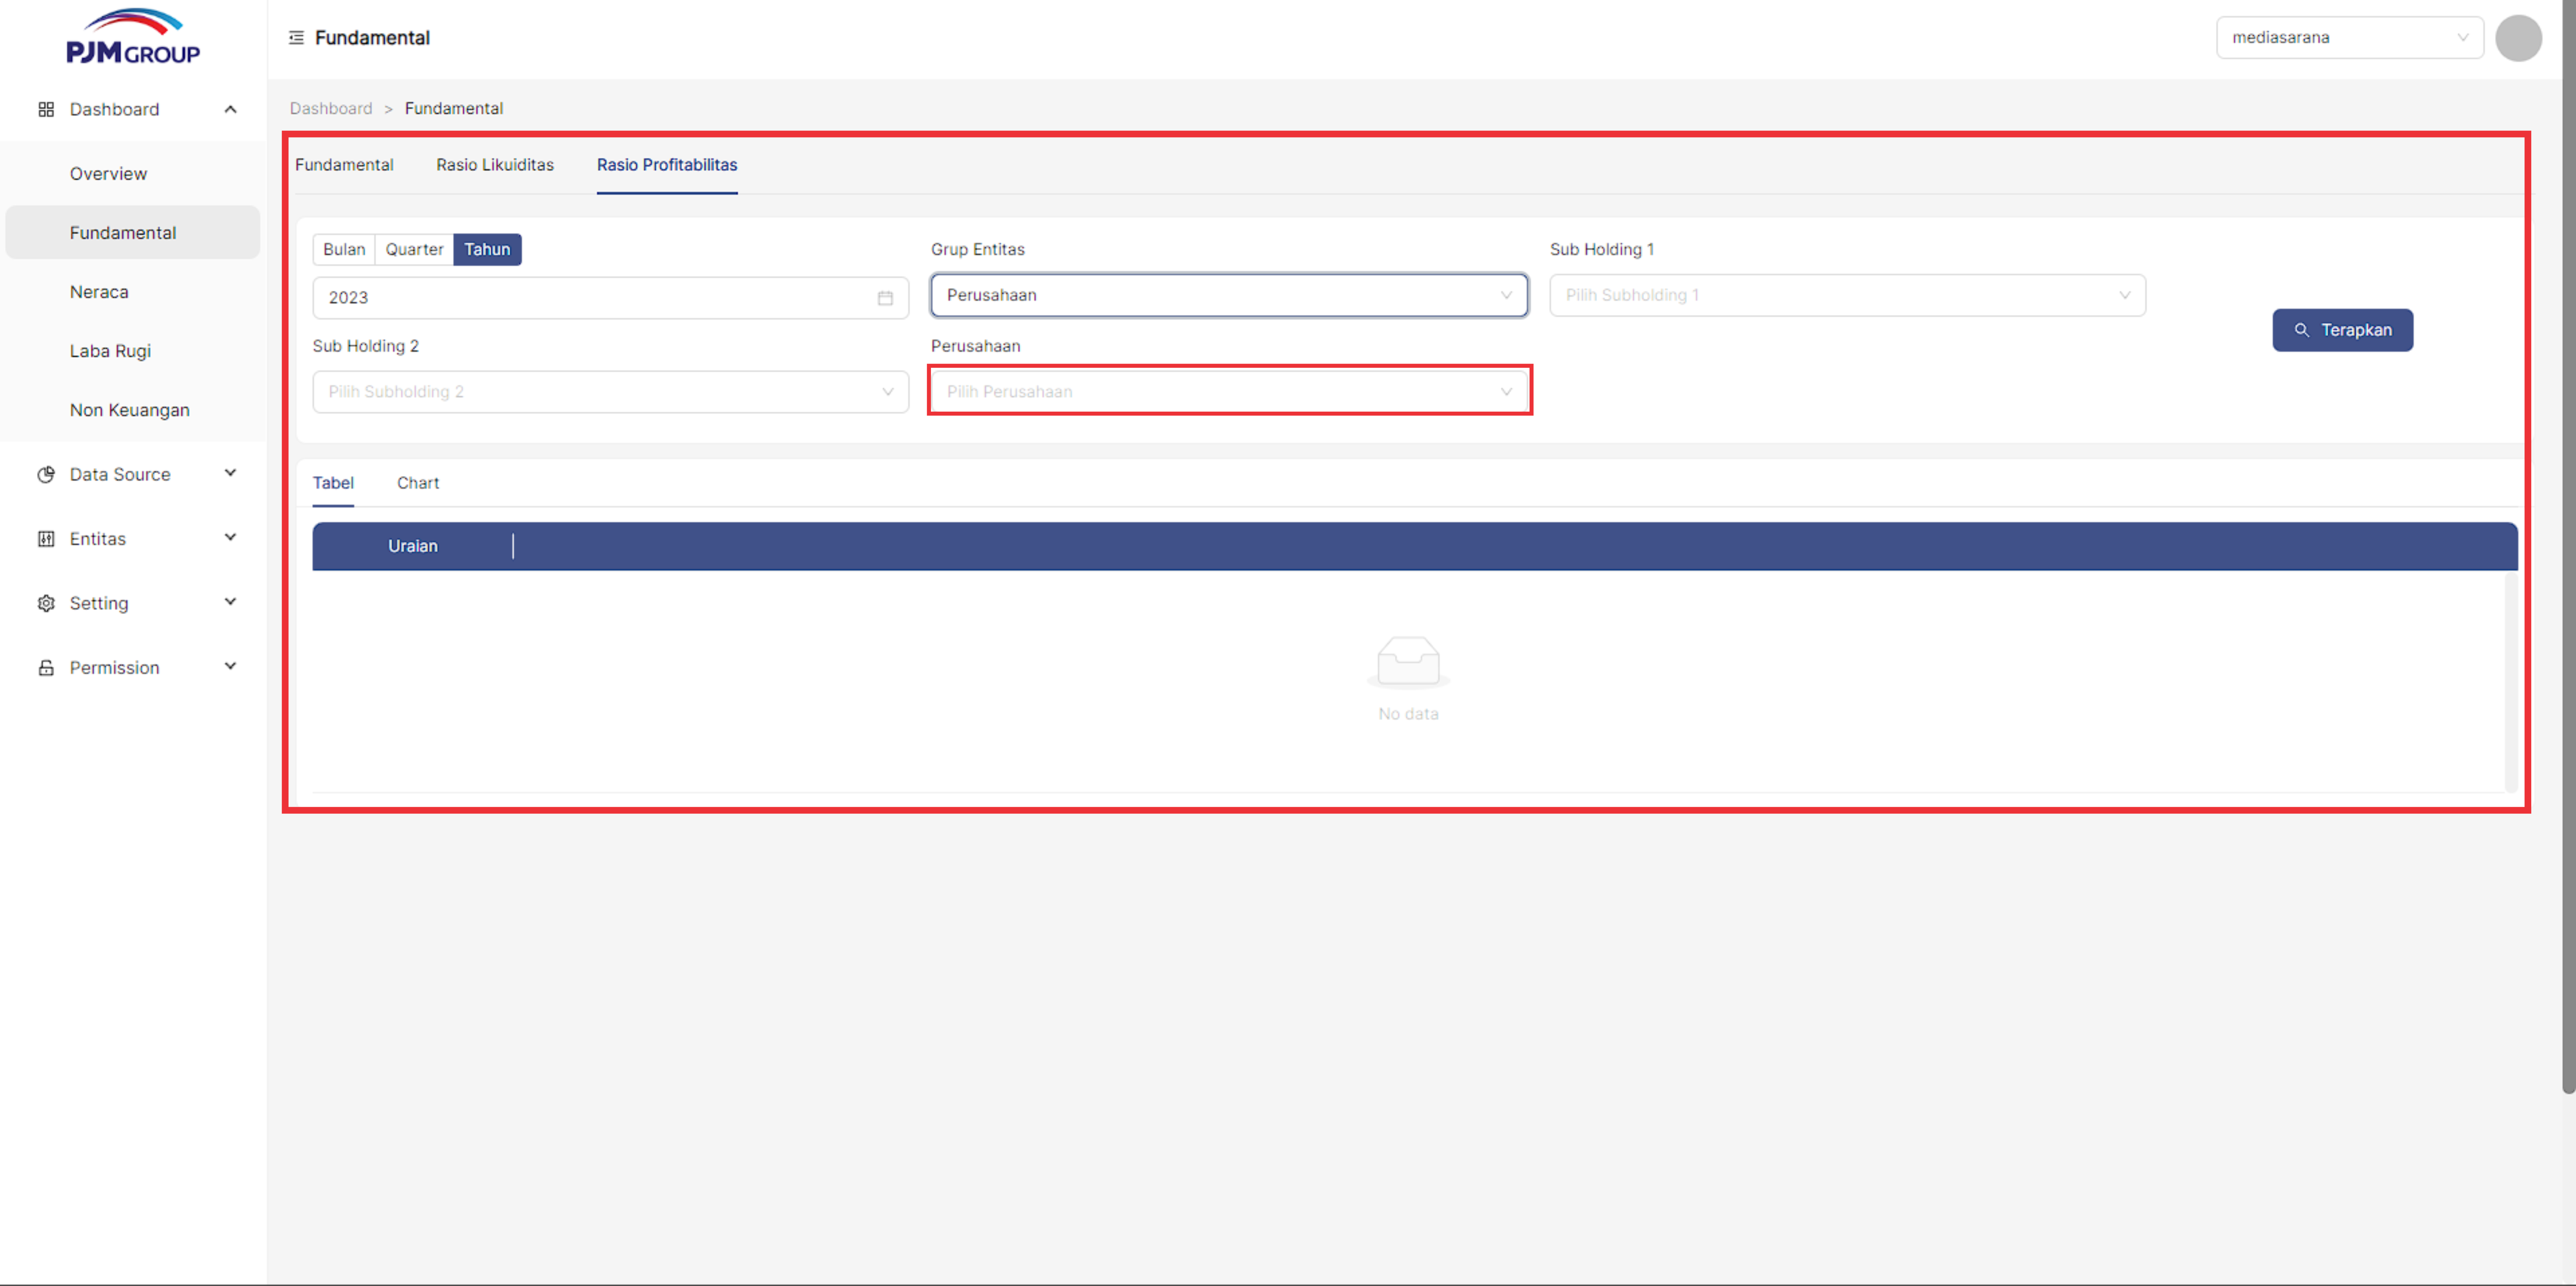 PJM GROUP
Fundamental
mediasarana
Dashboard
Overview
Fundamental
Neraca
Laba Rugi
Non Keuangan
Data Source
Entitas
Setting
Permission
Dashboard > Fundamental
Fundamental Rasio Likuiditas Rasio Profitabilitas
Bulan Quarter Tahun
2023
Grup Entitas
Perusahaan
Sub Holding 1
Pilih Subholding 1
Terapkan
Sub Holding 2
Pilih Subholding 2
Perusahaan
Pilih Perusahaan
Tabel Chart
Uraian
No data